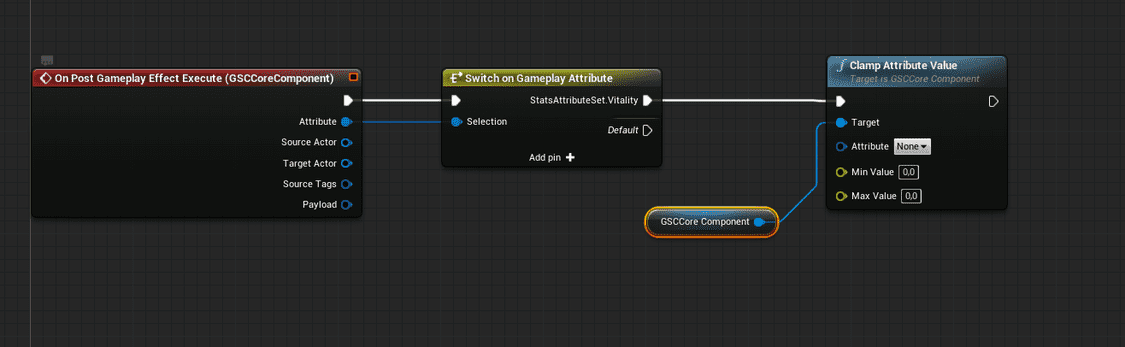 On Post Gameplay Effect Execute (GSCCoreComponent)
Attribute
Source Actor
Target Actor
Source Tags
Payload
Switch on Gameplay Attribute
StatsAttributeSet.Vitality
Selection
Default
Add pin
GSCCore Component
Clamp Attribute Value
Target is GSCCore Component
Target
Attribute None
Min Value 0,0
Max Value 0,0